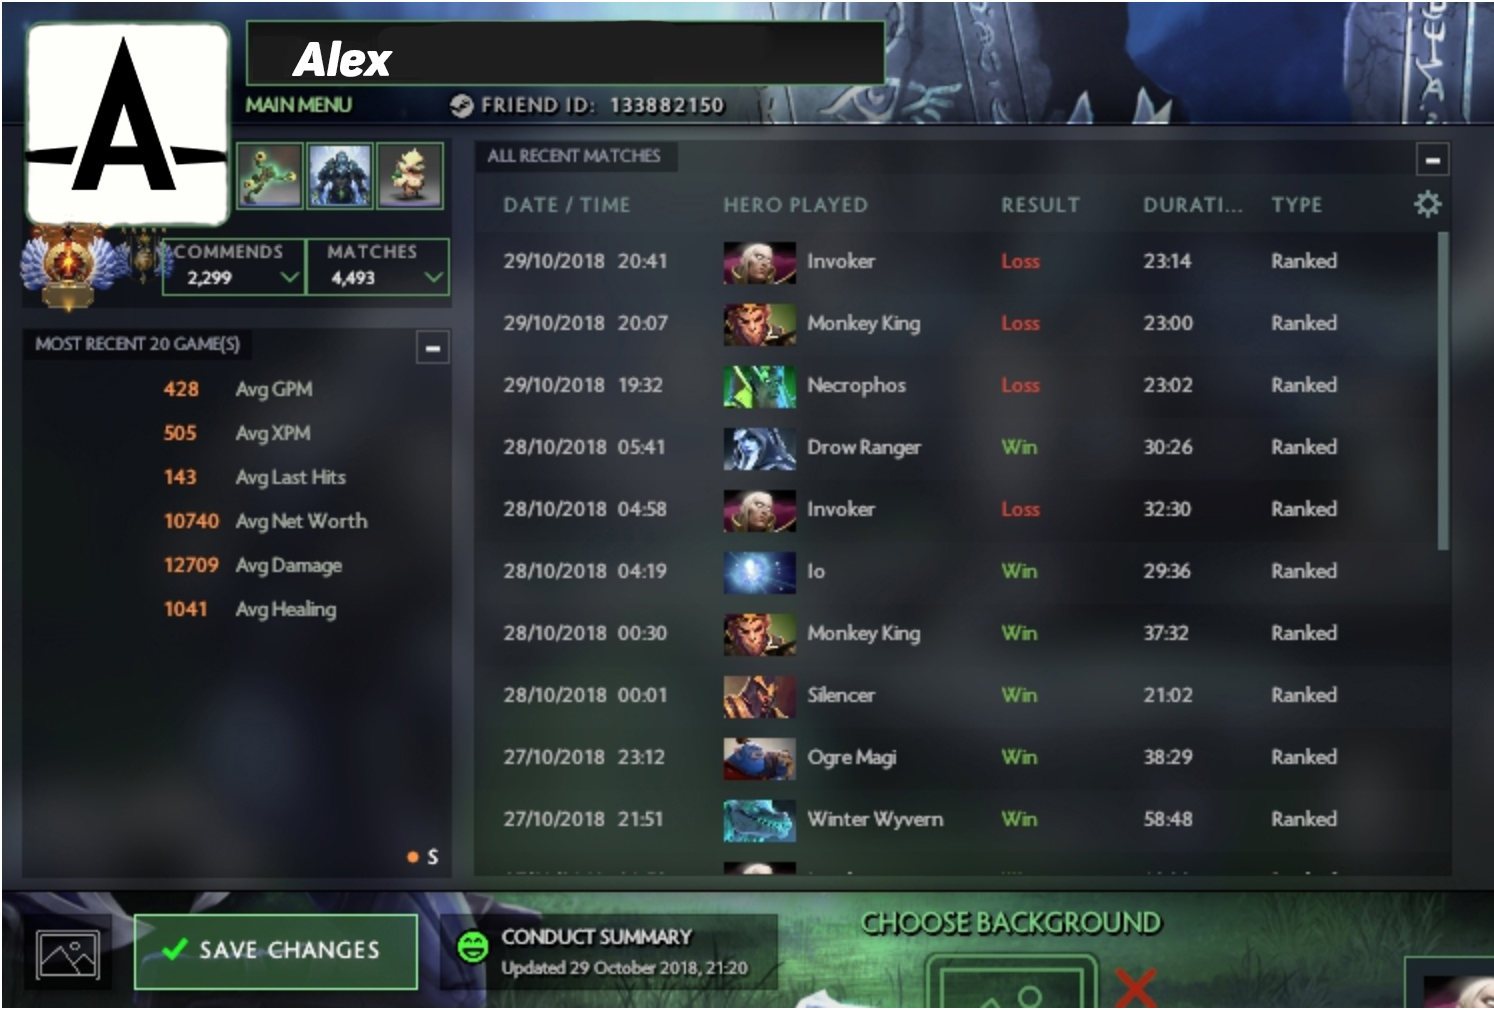 A
Alex
MAIN MENU
FRIEND ID: 133882150
COMMENDS
2,299
MATCHES
4,493
MOST RECENT 20 GAME(S)
428 Avg GPM
505 Avg XPM
143 Avg Last Hits
10740 Avg Net Worth
12709 Avg Damage
1041 Avg Healing
S
ALL RECENT MATCHES
DATE / TIME HERO PLAYED RESULT DURATI... TYPE
29/10/2018 20:41 Invoker Loss 23:14 Ranked
29/10/2018 20:07 Monkey King Loss 23:00 Ranked
29/10/2018 19:32 Necrophos Loss 23:02 Ranked
28/10/2018 05:41 Drow Ranger Win 30:26 Ranked
28/10/2018 04:58 Invoker Loss 32:30 Ranked
28/10/2018 04:19 Io Win 29:36 Ranked
28/10/2018 00:30 Monkey King Win 37:32 Ranked
28/10/2018 00:01 Silencer Win 21:02 Ranked
27/10/2018 23:12 Ogre Magi Win 38:29 Ranked
27/10/2018 21:51 Winter Wyvern Win 58:48 Ranked
SAVE CHANGES
CONDUCT SUMMARY
Updated 29 October 2018, 21:20
CHOOSE BACKGROUND